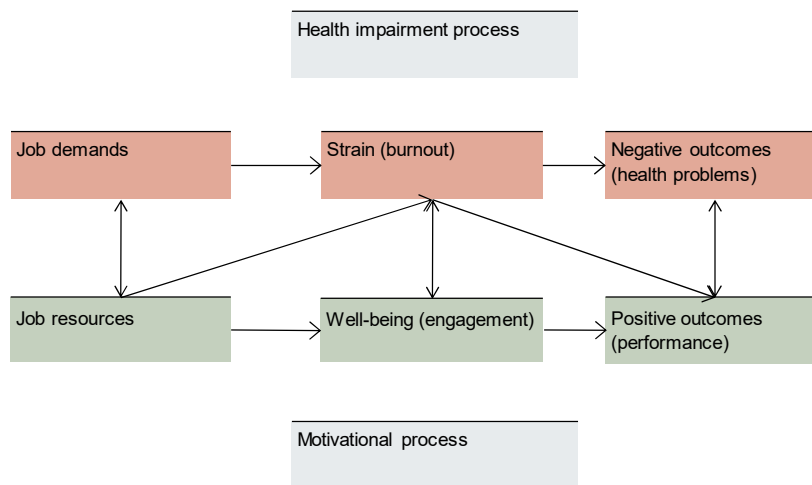 Health impairment process
Job demands
Strain (burnout)
Negative outcomes
(health problems)
Job resources
Well-being (engagement)
Positive outcomes
(performance)
Motivational process